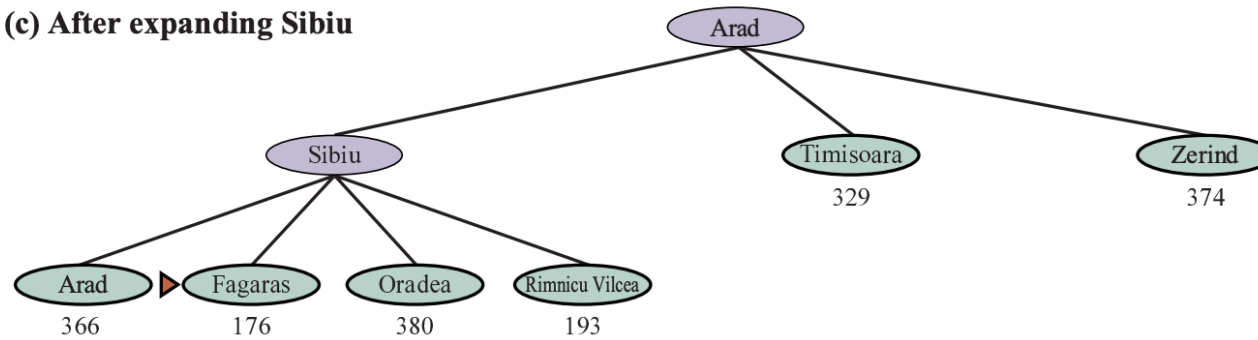 (c) After expanding Sibiu
Arad
Sibiu
Timisoara
Zerind
329
374
Arad
Fagaras
Oradea
Rimnicu Vilcea
366
176
380
193